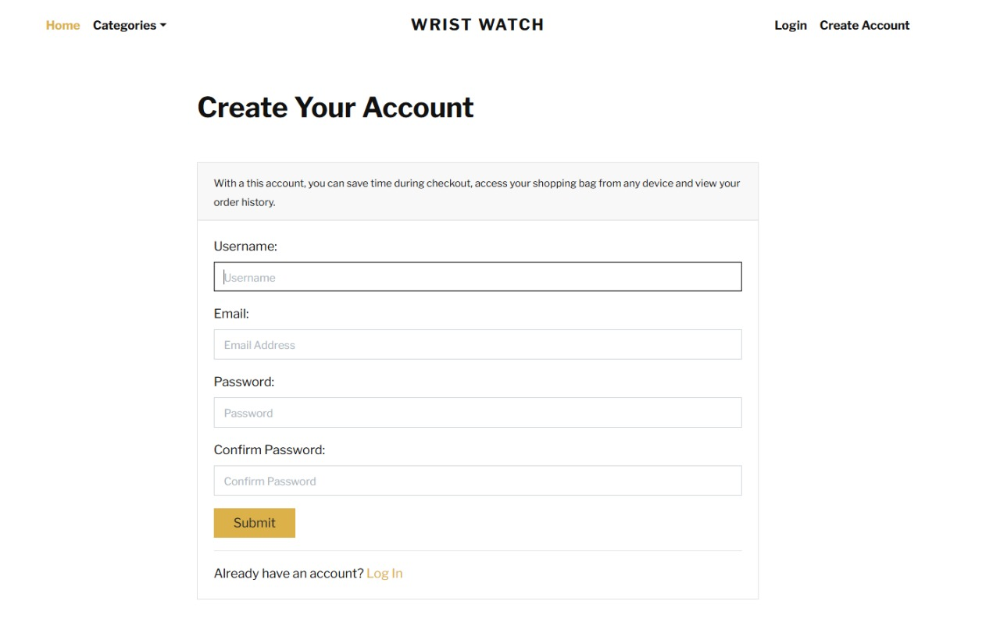 Home Categories WRIST WATCH Login Create Account
Create Your Account
With a this account, you can save time during checkout, access your shopping bag from any device and view your
order history.
Username:
Username
Email:
Email Address
Password:
Password
Confirm Password:
Confirm Password
Submit
Already have an account? Log In